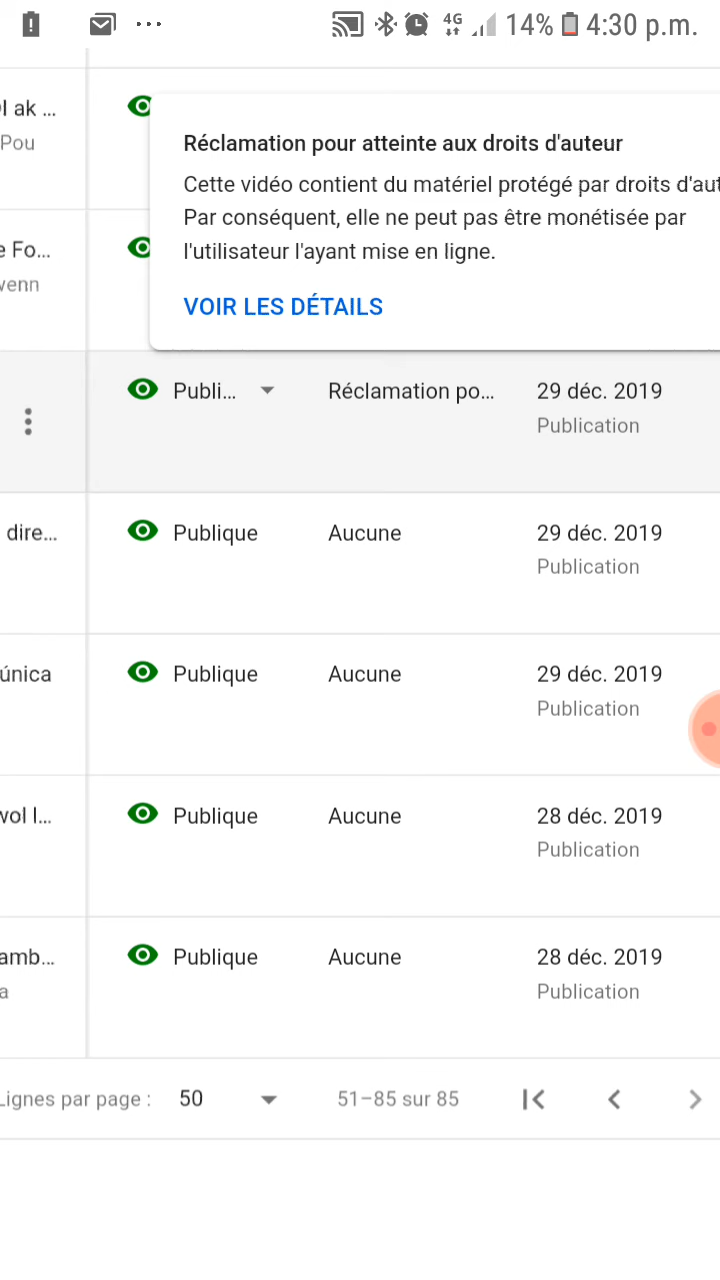 4G 14% 4:30 p.m.
l ak ...
Pou
Réclamation pour atteinte aux droits d'auteur
Cette vidéo contient du matériel protégé par droits d'aut
Par conséquent, elle ne peut pas être monétisée par
l'utilisateur l'ayant mise en ligne.
VOIR LES DÉTAILS
e Fo...
venn
Publi... Réclamation po... 29 déc. 2019
Publication
dire... Publique Aucune 29 déc. 2019
Publication
única Publique Aucune 29 déc. 2019
Publication
wol l... Publique Aucune 28 déc. 2019
Publication
amb... Publique Aucune 28 déc. 2019
a Publication
Lignes par page : 50 51–85 sur 85